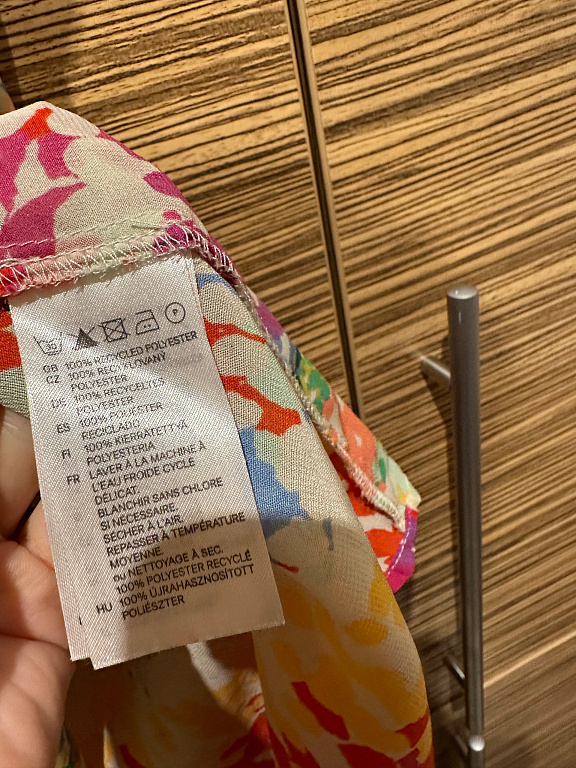 GB 100% RECYCLED POLYESTER
CZ 100% RECYKLOVANÝ
POLYESTER
DE 100% RECYCELTES
POLYESTER
ES 100% POLIÉSTER
RECICLADO
FI 100% KIERRÄTETTYÄ
POLYESTERIA
FR LAVER À LA MACHINE À
L'EAU FROIDE CYCLE
DÉLICAT.
BLANCHIR SANS CHLORE
SI NÉCESSAIRE.
SÉCHER À L'AIR.
REPASSER À TEMPÉRATURE
MOYENNE
ou NETTOYAGE À SEC.
100% POLYESTER RECYCLÉ
HU 100% ÚJRAHASZNOSÍTOTT
POLIÉSZTER